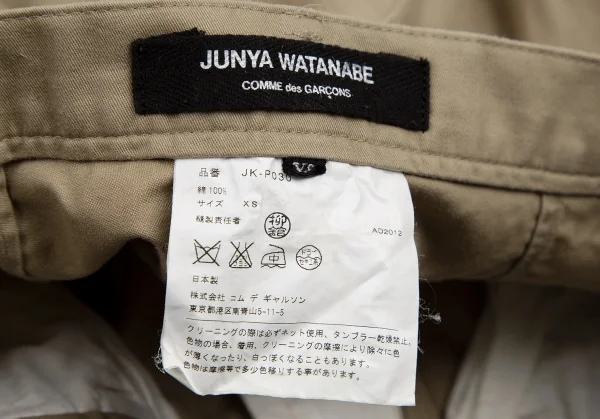 JUNYA WATANABE
COMME des GARÇONS
XS
品番 JK-P030
綿100%
サイズ XS
縫製責任者
AD2012
中
日本製
株式会社 コム デ ギャルソン
東京都港区南青山5-11-5
クリーニングの際は必ずネット使用、タンブラー乾燥禁止。
色物の場合、着用、クリーニングの摩擦により除々に色
が薄くなったり、白っぽくなることもあります。
色物は摩擦等で多少色移りする事があります。